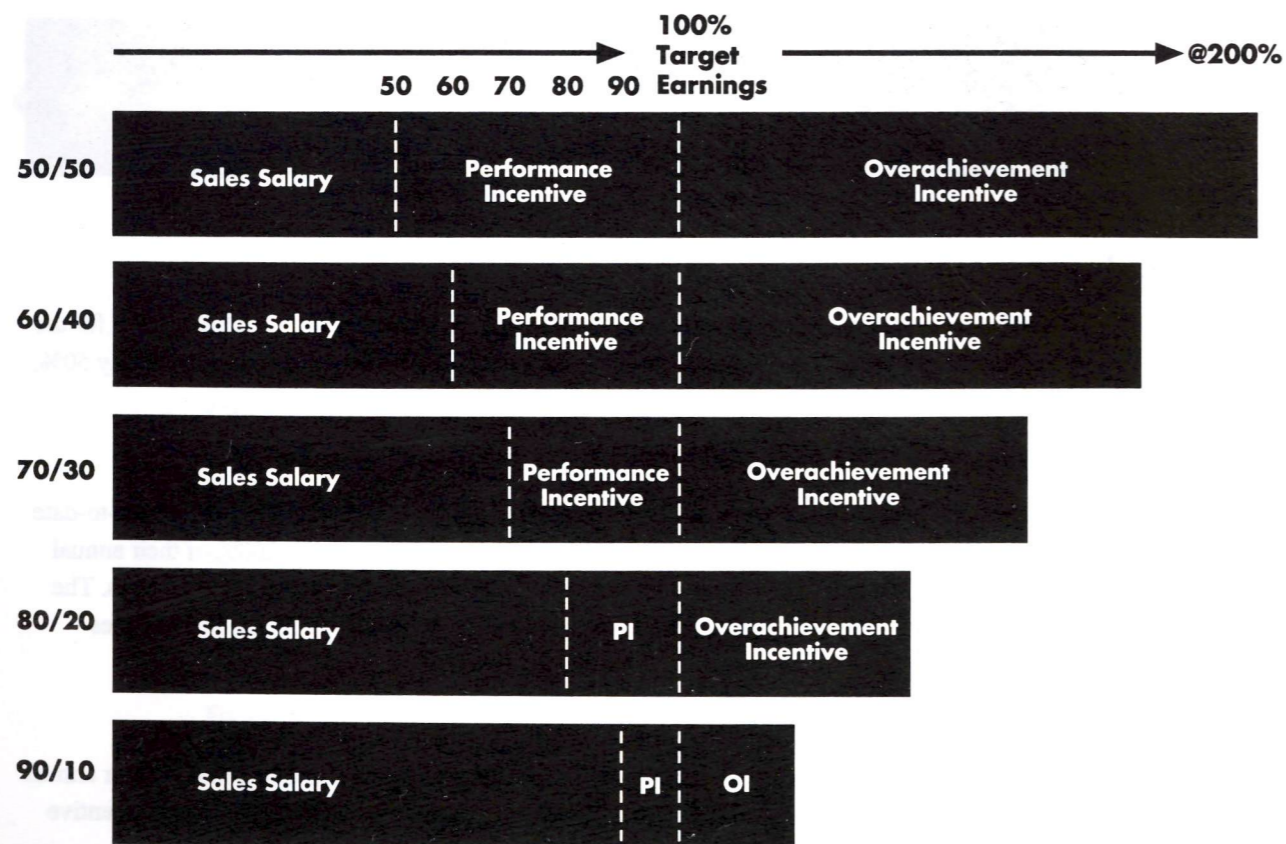 100%
Target
Earnings
@200%
50 60 70 80 90
50/50
Sales Salary
Performance
Incentive
Overachievement
Incentive
60/40
Sales Salary
Performance
Incentive
Overachievement
Incentive
70/30
Sales Salary
Performance
Incentive
Overachievement
Incentive
80/20
Sales Salary
PI
Overachievement
Incentive
90/10
Sales Salary
PI
OI